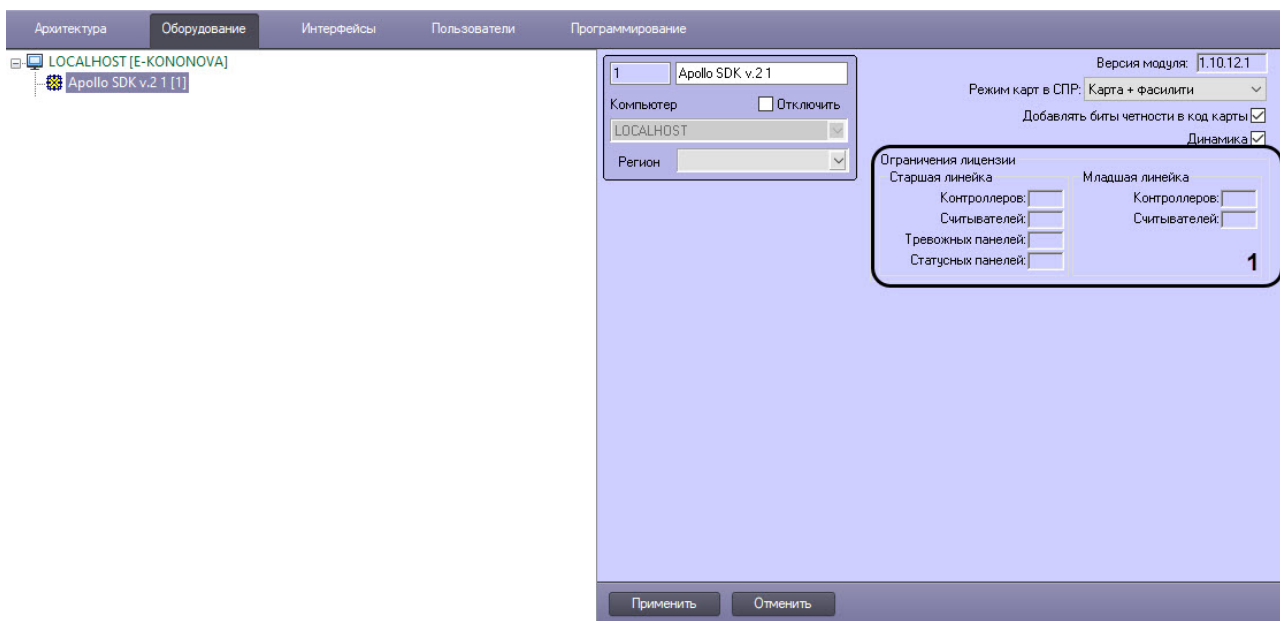 Архитектура Оборудование Интерфейсы Пользователи Программирование
LOCALHOST [E-KONONOVA]
Apollo SDK v.2 1 [1]
1 Apollo SDK v.2 1
Компьютер Отключить
LOCALHOST
Регион
Версия модуля: 1.10.12.1
Режим карт в СПР: Карта + фасилити
Добавлять биты четности в код карты
Динамика
Ограничения лицензии
Старшая линейка Младшая линейка
Контроллеров: Контроллеров:
Считывателей: Считывателей:
Тревожных панелей:
Статусных панелей: 1
Применить Отменить